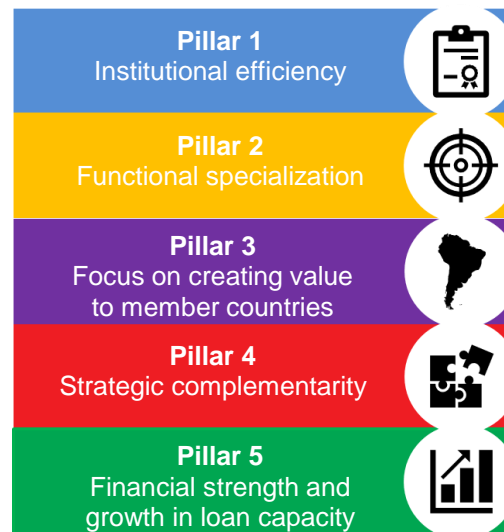 Pillar 1
Institutional efficiency
Pillar 2
Functional specialization
Pillar 3
Focus on creating value
to member countries
Pillar 4
Strategic complementarity
Pillar 5
Financial strength and
growth in loan capacity